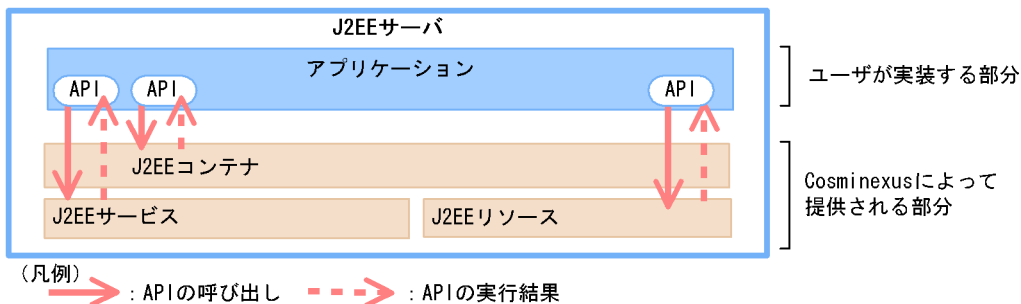 J2EEサーバ
アプリケーション
API API API
ユーザが実装する部分
J2EEコンテナ
Cosminexusによって
提供される部分
J2EEサービス
J2EEリソース
(凡例)
：APIの呼び出し ：APIの実行結果